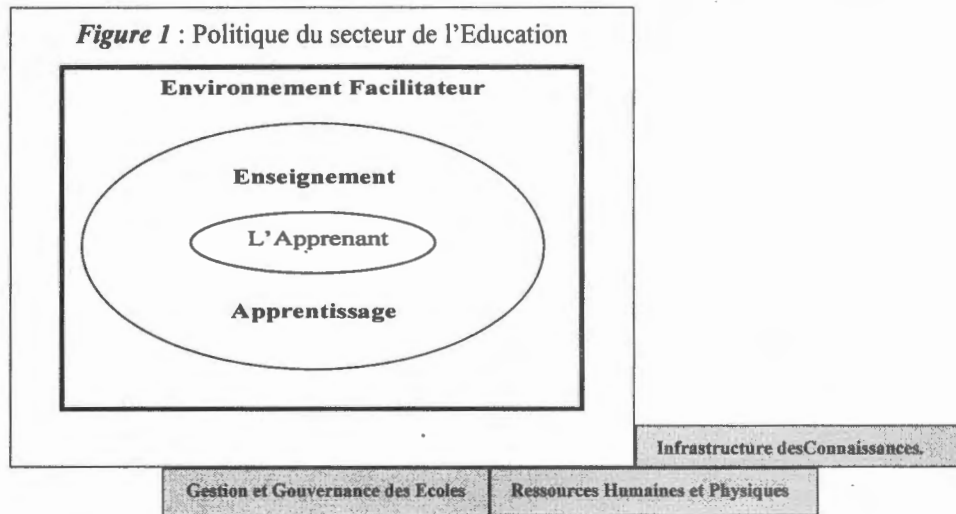 Figure 1 : Politique du secteur de l'Education
Environnement Facilitateur
Enseignement
L'Apprenant
Apprentissage
Infrastructure desConnaissances.
Gestion et Gouvernance des Ecoles
Ressources Humaines et Physiques